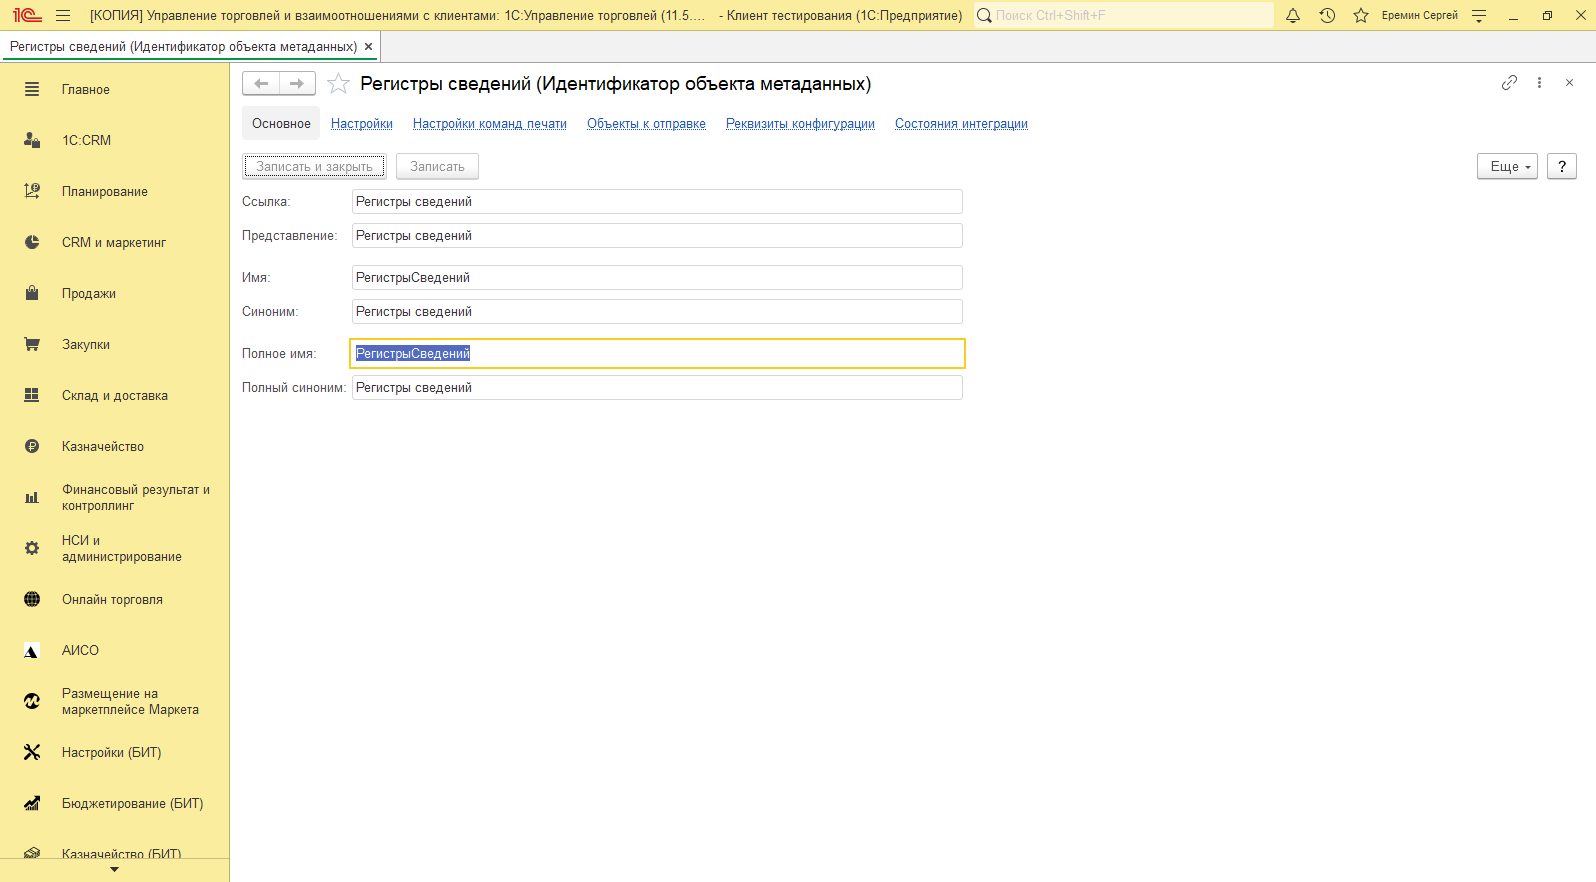 1С [КОПИЯ] Управление торговлей и взаимоотношениями с клиентами: 1С:Управление торговлей (11.5.... - Клиент тестирования (1С:Предприятие) Поиск Ctrl+Shift+F Еремин Сергей
Регистры сведений (Идентификатор объекта метаданных) ×
Главное
1С:CRM
Планирование
CRM и маркетинг
Продажи
Закупки
Склад и доставка
Казначейство
Финансовый результат и
контроллинг
НСИ и
администрирование
Онлайн торговля
АИСО
Размещение на
маркетплейсе Маркета
Настройки (БИТ)
Бюджетирование (БИТ)
Казначейство (БИТ)
Регистры сведений (Идентификатор объекта метаданных)
Основное Настройки Настройки команд печати Объекты к отправке Реквизиты конфигурации Состояния интеграции
Записать и закрыть Записать Еще ?
Ссылка: Регистры сведений
Представление: Регистры сведений
Имя: РегистрыСведений
Синоним: Регистры сведений
Полное имя: РегистрыСведений
Полный синоним: Регистры сведений